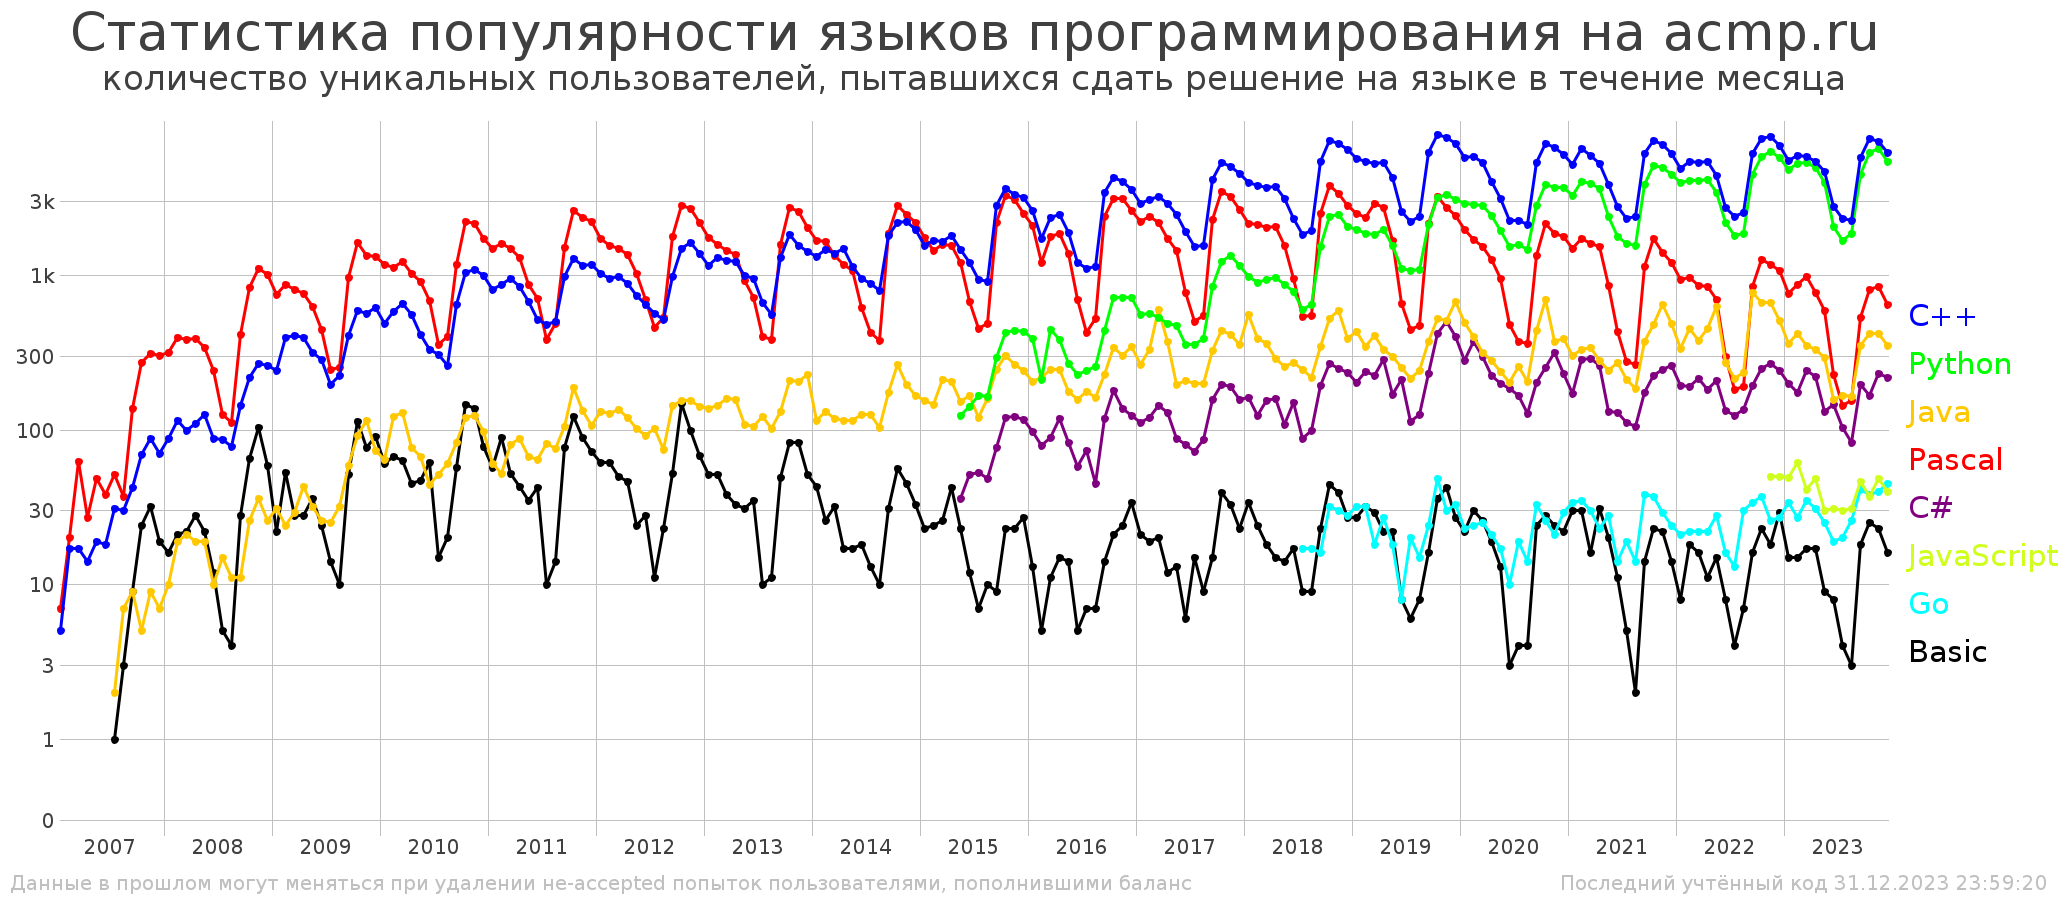 Статистика популярности языков программирования на acmp.ru
количество уникальных пользователей, пытавшихся сдать решение на языке в течение месяца
3k
1k
300
100
30
10
3
1
0
C++
Python
Java
Pascal
C#
JavaScript
Go
Basic
2007 2008 2009 2010 2011 2012 2013 2014 2015 2016 2017 2018 2019 2020 2021 2022 2023
Данные в прошлом могут меняться при удалении не-accepted попыток пользователями, пополнившими баланс
Последний учтённый код 31.12.2023 23:59:20